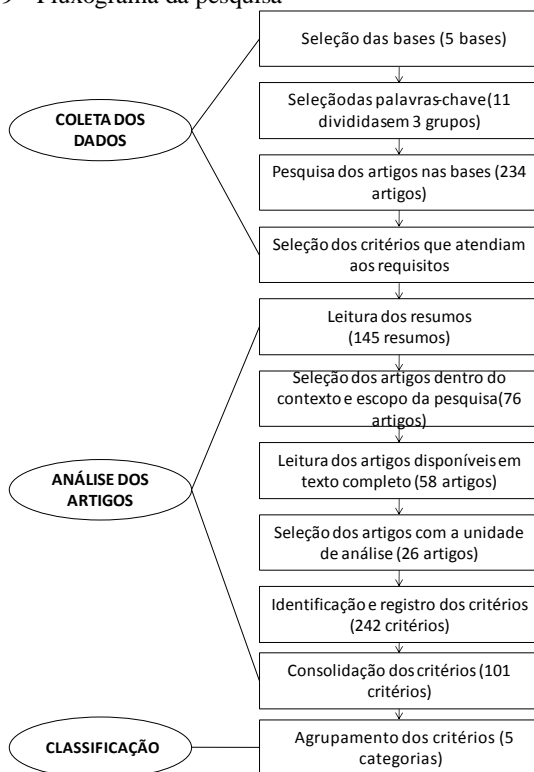 9 - Fluxograma da pesquisa
Seleção das bases (5 bases)
Seleçãodas palavras-chave(11
divididasem 3 grupos)
COLETA DOS
DADOS
Pesquisa dos artigos nas bases (234
artigos)
Seleção dos critérios que atendiam
aos requisitos
Leitura dos resumos
(145 resumos)
Seleção dos artigos dentro do
contexto e escopo da pesquisa(76
artigos)
Leitura dos artigos disponíveis em
texto completo (58 artigos)
ANÁLISE DOS
ARTIGOS
Seleção dos artigos com a unidade
de análise (26 artigos)
Identificação e registro dos critérios
(242 critérios)
Consolidação dos critérios (101
critérios)
CLASSIFICAÇÃO
Agrupamento dos critérios (5
categorias)